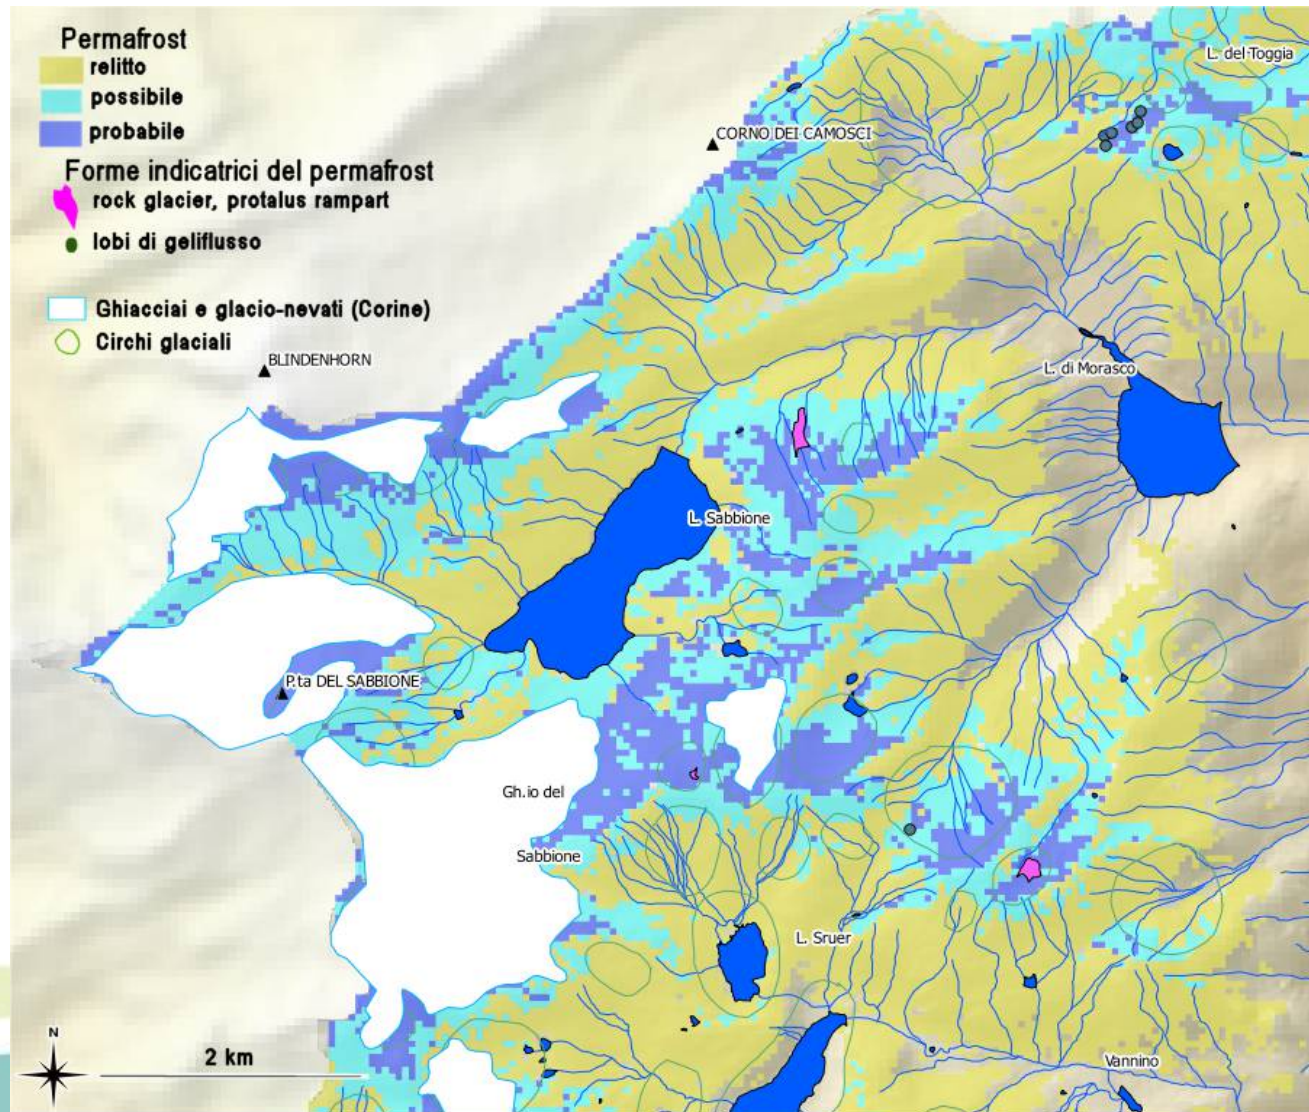 Permafrost
relitto
possibile
probabile
Forme indicatrici del permafrost
rock glacier, protalus rampart
lobi di geliflusso
Ghiacciai e glacio-nevati (Corine)
Circhi glaciali
L. del Toggia
CORNO DEI CAMOSCI
BLINDENHORN
L. di Morasco
L. Sabbione
P.ta DEL SABBIONE
Gh.io del
Sabbione
L. Sruer
Vannino
N
2 km